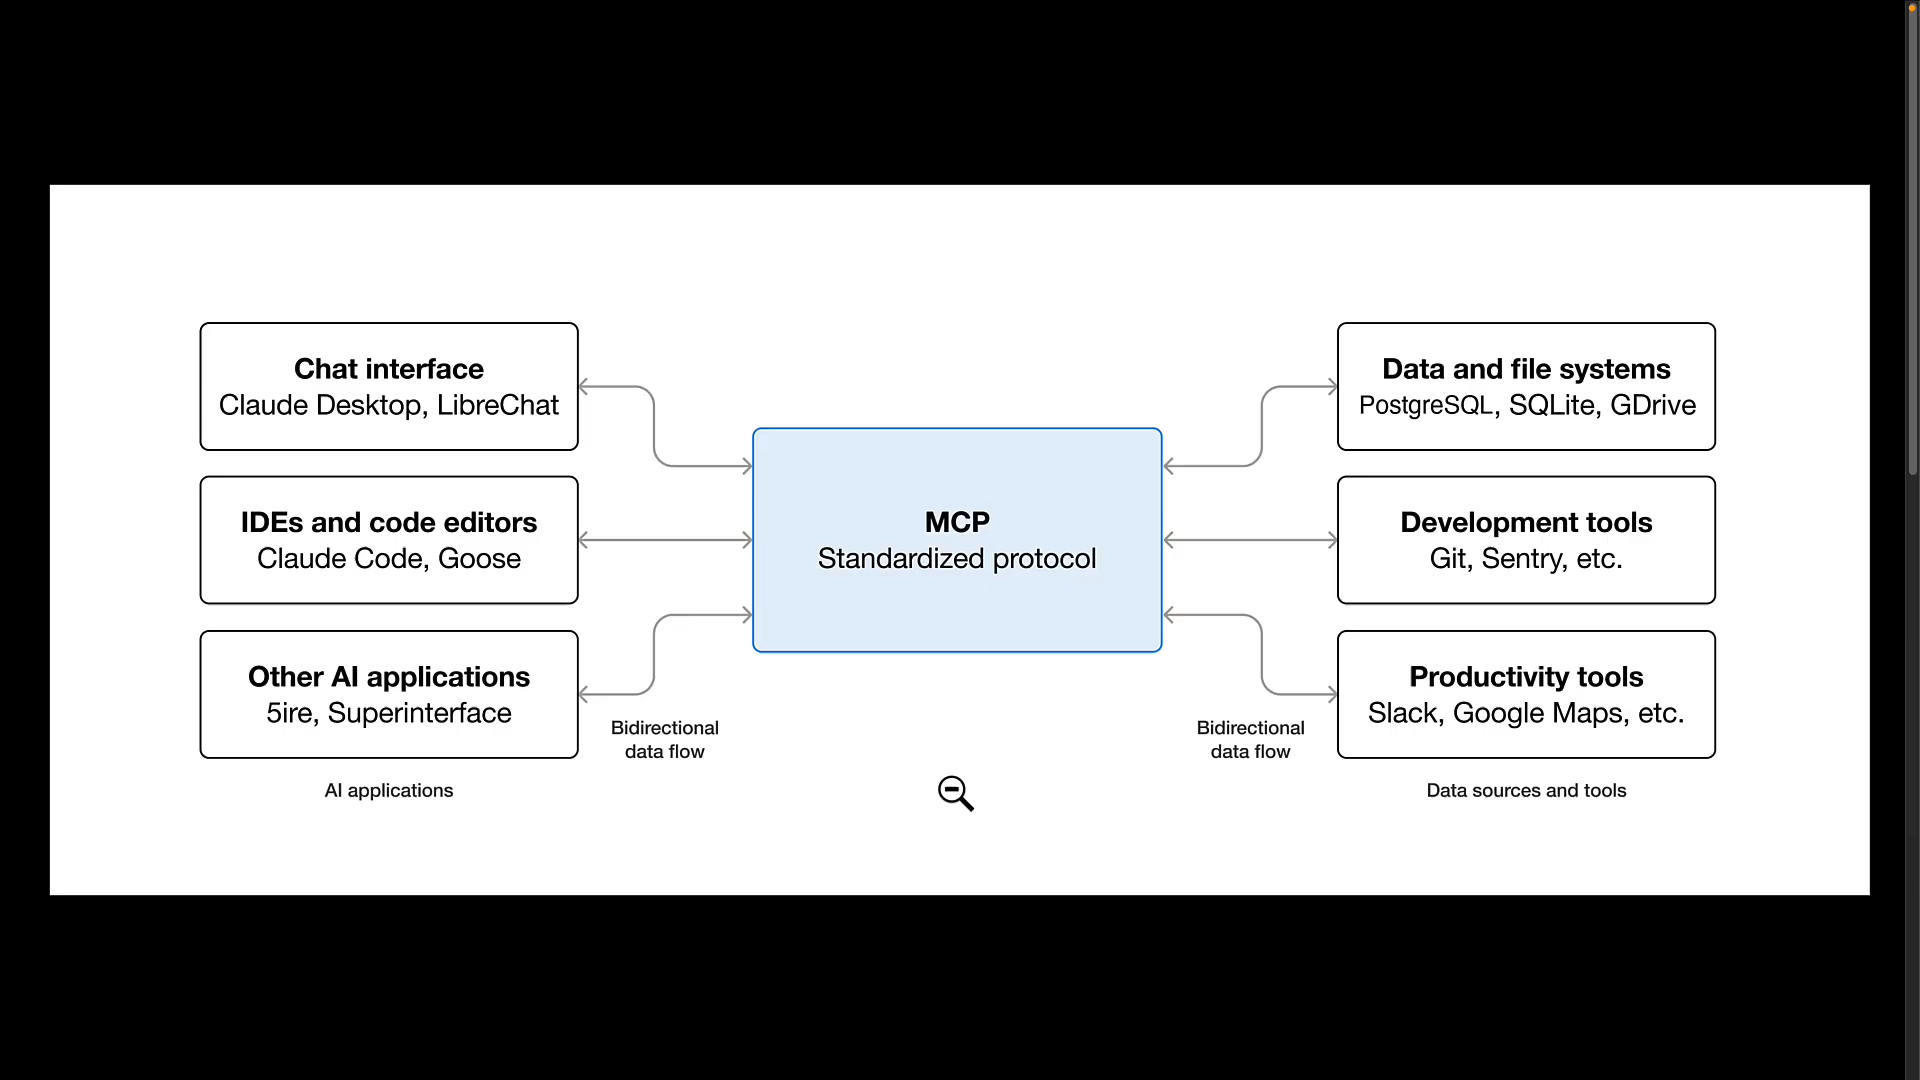 Chat interface
Claude Desktop, LibreChat
IDEs and code editors
Claude Code, Goose
Other AI applications
5ire, Superinterface
AI applications
Bidirectional
data flow
MCP
Standardized protocol
Bidirectional
data flow
Data and file systems
PostgreSQL, SQLite, GDrive
Development tools
Git, Sentry, etc.
Productivity tools
Slack, Google Maps, etc.
Data sources and tools